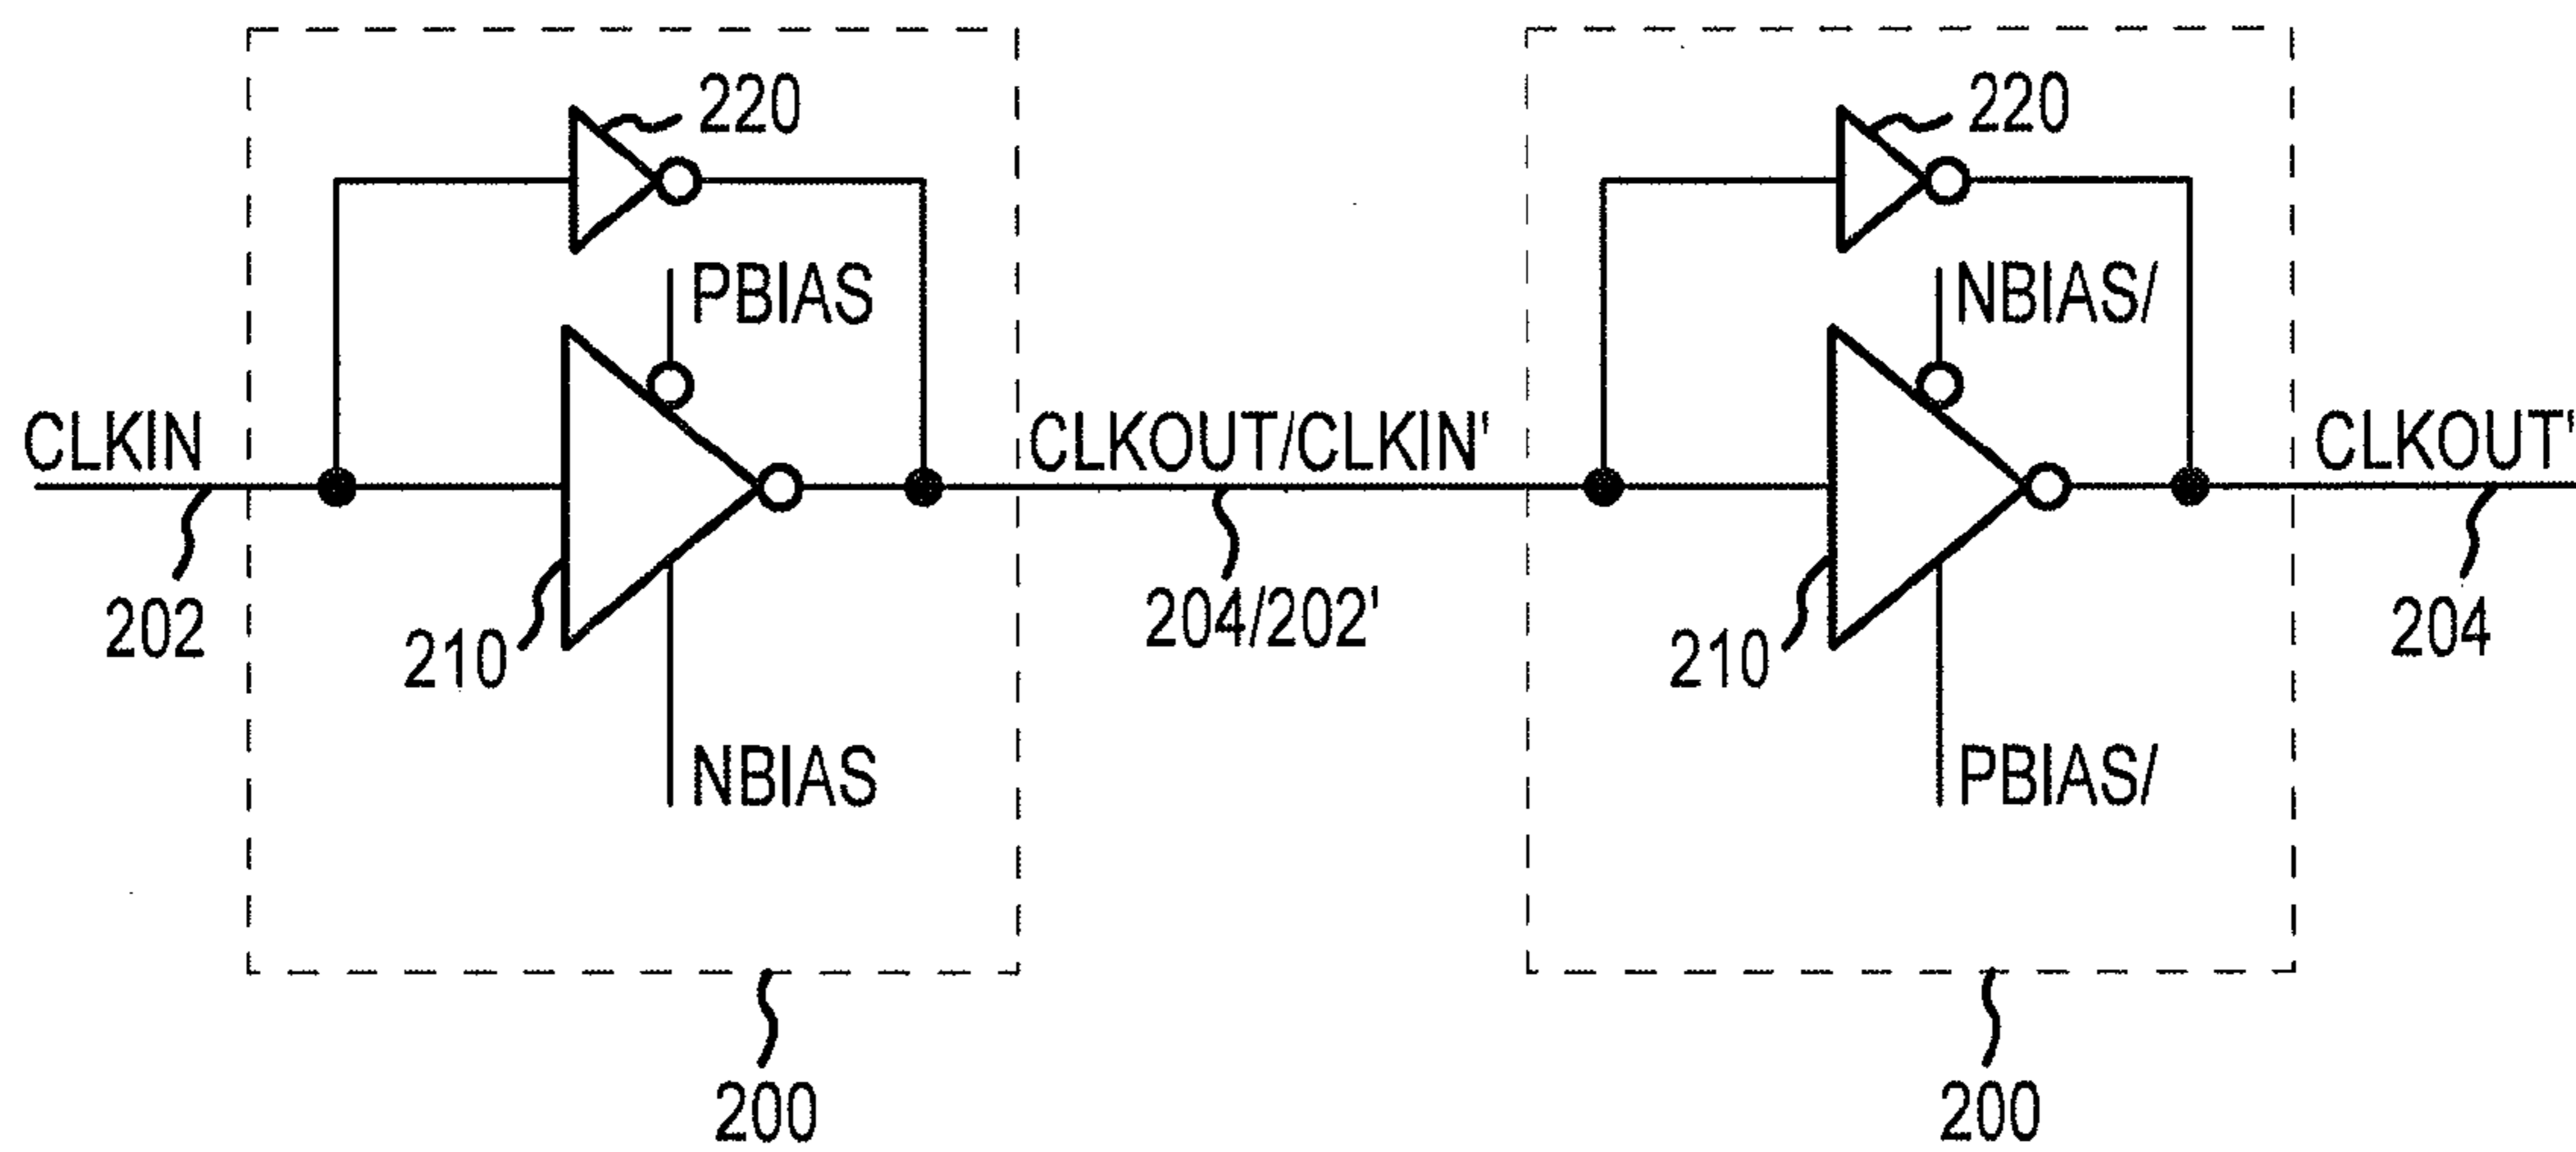 220
220
PBIAS
NBIAS/
CLKIN
CLKOUT/CLKIN'
CLKOUT'
202
210
204/202'
210
204
NBIAS
PBIAS/
200
200